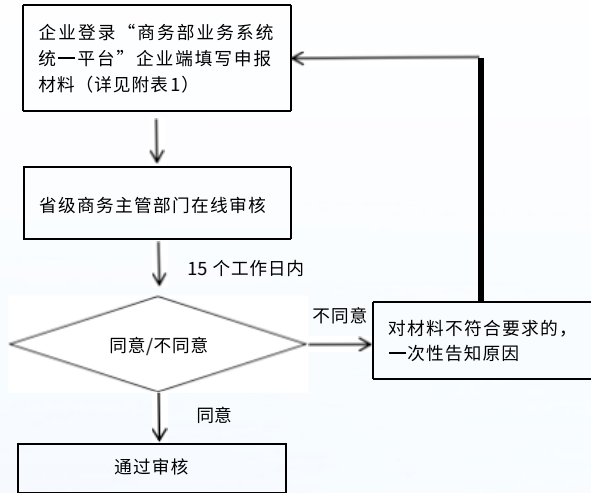 企业登录“商务部业务系统
统一平台”企业端填写申报
材料（详见附表1）
省级商务主管部门在线审核
15 个工作日内
同意/不同意
不同意
对材料不符合要求的，
一次性告知原因
同意
通过审核